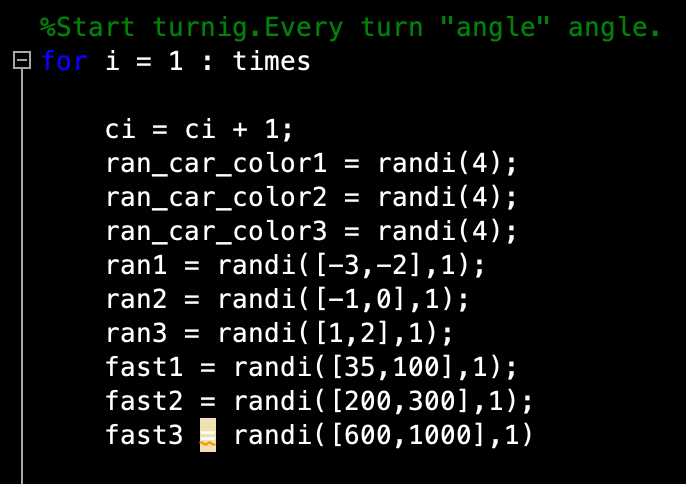 %Start turnig.Every turn "angle" angle.
for i = 1 : times
ci = ci + 1;
ran_car_color1 = randi(4);
ran_car_color2 = randi(4);
ran_car_color3 = randi(4);
ran1 = randi([-3,-2],1);
ran2 = randi([-1,0],1);
ran3 = randi([1,2],1);
fast1 = randi([35,100],1);
fast2 = randi([200,300],1);
fast3 = randi([600,1000],1)